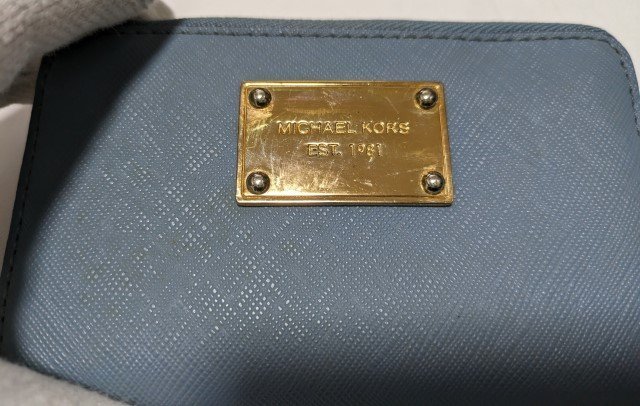 MICHAEL KORS
EST. 1981